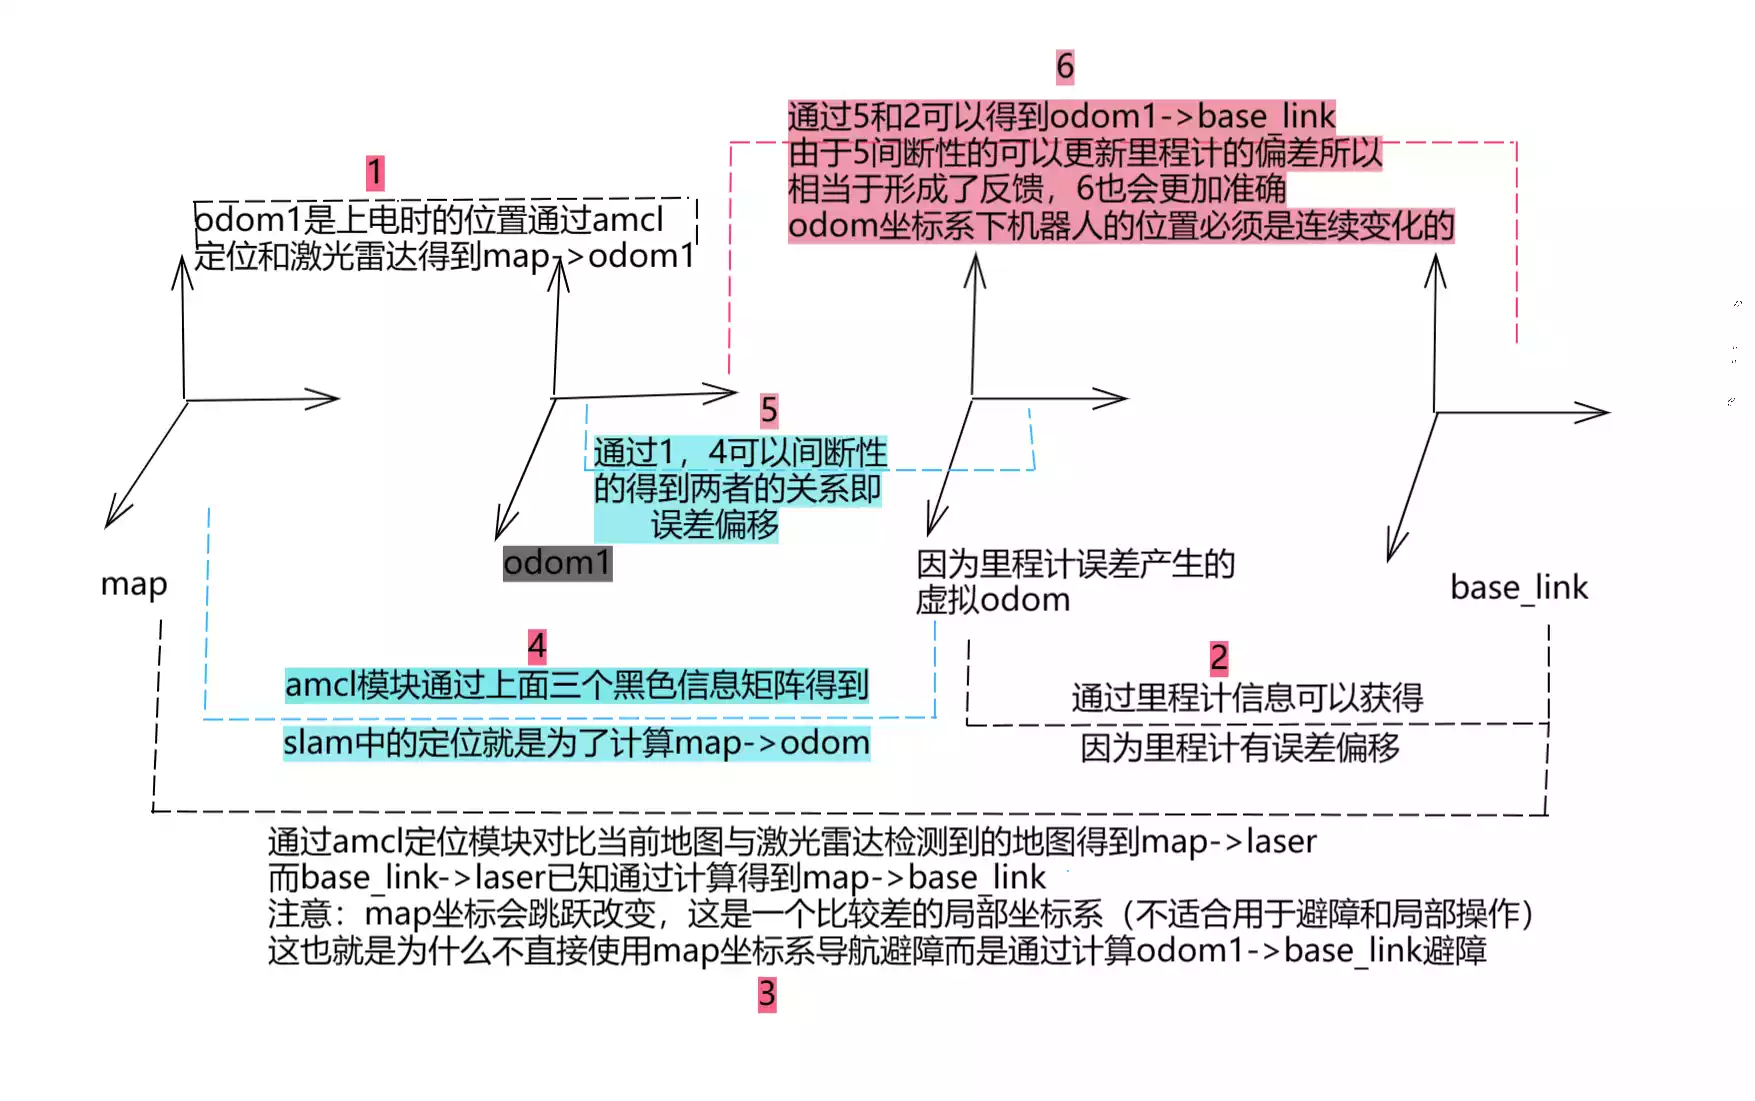 6
通过5和2可以得到odom1->base_link
由于5间断性的可以更新里程计的偏差所以
相当于形成了反馈，6也会更加准确
odom坐标系下机器人的位置必须是连续变化的
1
odom1是上电时的位置通过amcl
定位和激光雷达得到map->odom1
5
通过1，4可以间断性
的得到两者的关系即
误差偏移
odom1
map
因为里程计误差产生的
虚拟odom
base_link
4
amcl模块通过上面三个黑色信息矩阵得到
slam中的定位就是为了计算map->odom
2
通过里程计信息可以获得
因为里程计有误差偏移
通过amcl定位模块对比当前地图与激光雷达检测到的地图得到map->laser
而base_link->laser已知通过计算得到map->base_link
注意：map坐标会跳跃改变，这是一个比较差的局部坐标系（不适合用于避障和局部操作）
这也就是为什么不直接使用map坐标系导航避障而是通过计算odom1->base_link避障
3